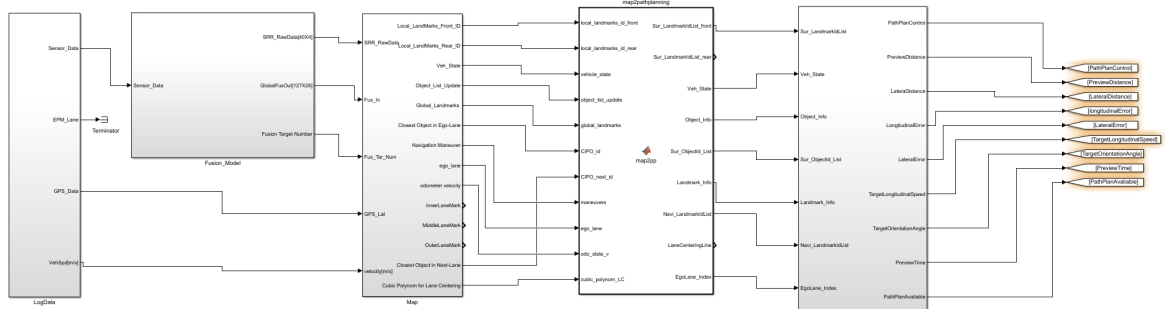 Sensor_Data
EPM_Lane
Terminator
GPS_Data
VehSpd[m/s]
LogData
Sensor_Data
SRR_RawData[40X4]
GlobalFusOut[127X26]
Fusion Target Number
Fusion_Model
SRR_RawData
Fus_In
Fus_Tar_Num
GPS_Lat
velocity[m/s]
Local_LandMarks_Front_ID
Local_LandMarks_Rear_ID
Veh_State
Object_List_Update
Global_Landmarks
Closest Object in Ego-Lane
Navigation Maneuver
ego_lane
odometer velocity
InnerLaneMark
MiddleLaneMark
OuterLaneMark
Closest Object in Next-Lane
Cubic Polynom for Lane Centering
Map
map2pathplanning
local_landmarks_id_front
local_landmarks_id_rear
vehicle_state
object_list_update
global_landmarks
CIPO_id
CIPO_next_id
maneuvers
ego_lane
odo_state_v
cubic_polynom_LC
map2pp
Sur_LandmarkIdList_front
Sur_LandmarkIdList_rear
Veh_State
Object_Info
Sur_ObjectId_List
Landmark_Info
Navi_LandmarkIdList
LaneCenteringLine
EgoLane_Index
Sur_LandmarkIdList
Veh_State
Object_Info
Sur_ObjectId_List
Landmark_Info
Navi_LandmarkIdList
EgoLane_Index
PathPlanControl
PreviewDistance
LateralDistance
LongitudinalError
LateralError
TargetLongitudinalSpeed
TargetOrientationAngle
PreviewTime
PathPlanAvailable
[PathPlanControl]
[PreviewDistance]
[LateralDistance]
[longitudinalError]
[LateralError]
[TargetLongitudinalSpeed]
[TargetOrientationAngle]
[PreviewTime]
[PathPlanAvaliable]